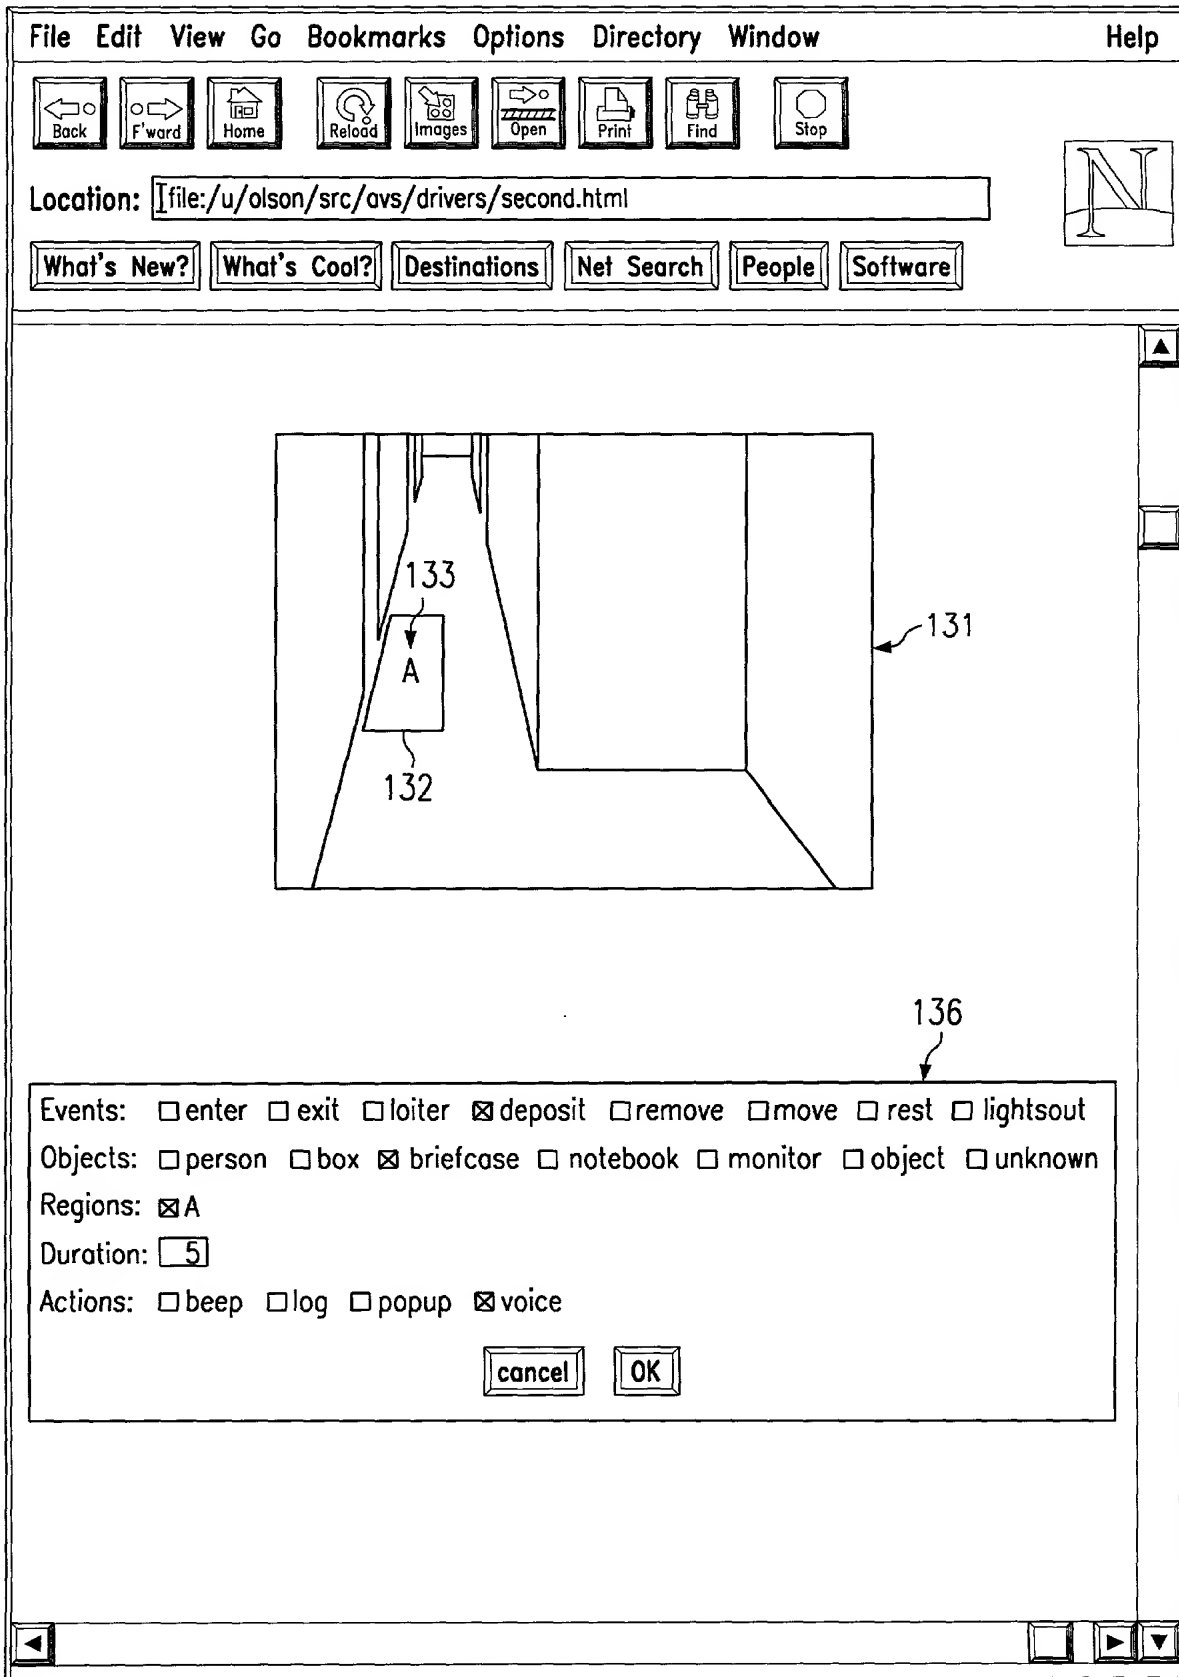 File Edit View Go Bookmarks Options Directory Window Help
Back F'ward Home Reload Images Open Print Find Stop
N
Location: file:/u/olson/src/avs/drivers/second.html
What's New? What's Cool? Destinations Net Search People Software
133
131
A
132
136
Events: enter exit loiter deposit remove move rest lightsout
Objects: person box briefcase notebook monitor object unknown
Regions: A
Duration: 5
Actions: beep log popup voice
cancel OK